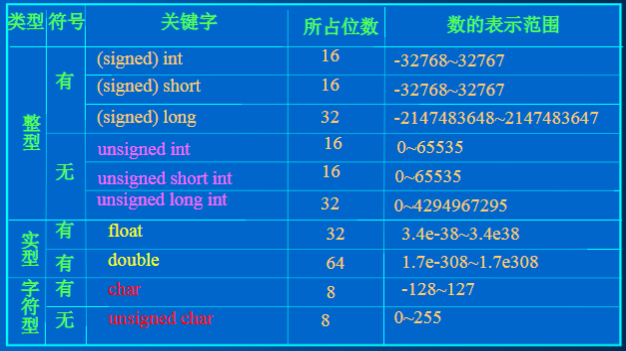 类型 符号 关键字 所占位数 数的表示范围
整型 有 (signed) int 16 -32768~32767
(signed) short 16 -32768~32767
(signed) long 32 -2147483648~2147483647
无 unsigned int 16 0~65535
unsigned short int 16 0~65535
unsigned long int 32 0~4294967295
实型 有 float 32 3.4e-38~3.4e38
有 double 64 1.7e-308~1.7e308
字符型 有 char 8 -128~127
无 unsigned char 8 0~255